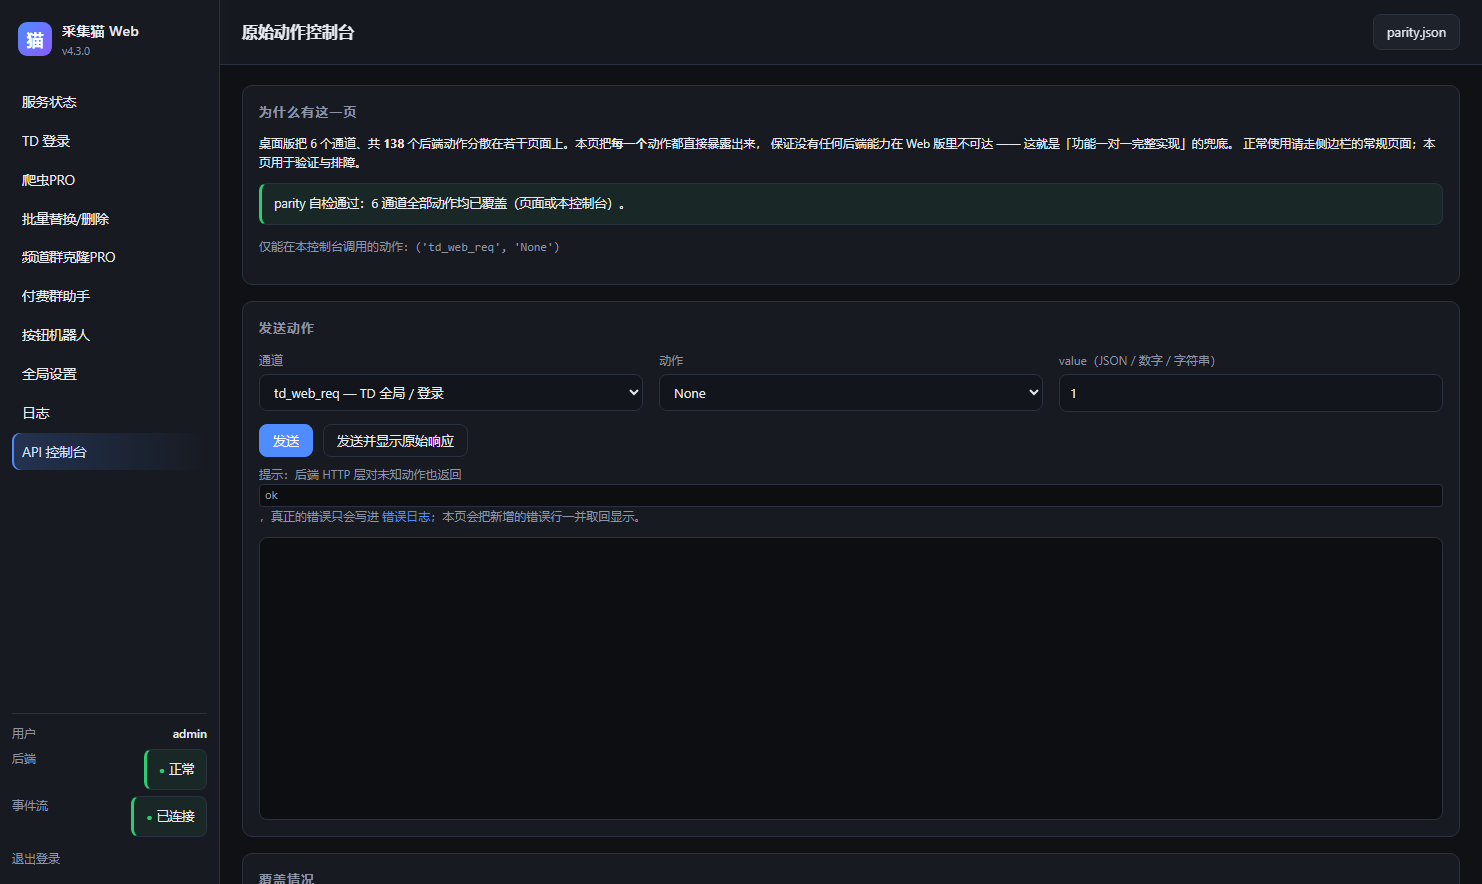 猫
采集猫 Web
v4.3.0
服务状态
TD 登录
爬虫PRO
批量替换/删除
频道群克隆PRO
付费群助手
按钮机器人
全局设置
日志
API 控制台
用户
admin
后端
正常
事件流
已连接
退出登录
原始动作控制台
parity.json
为什么有这一页
桌面版把 6 个通道、共 138 个后端动作分散在若干页面上。本页把每一个动作都直接暴露出来， 保证没有任何后端能力在 Web 版里不可达 —— 这就是「功能一对一完整实现」的兜底。 正常使用请走侧边栏的常规页面；本
页用于验证与排障。
parity 自检通过：6 通道全部动作均已覆盖（页面或本控制台）。
仅能在本控制台调用的动作：('td_web_req', 'None')
发送动作
通道
动作
value（JSON / 数字 / 字符串）
td_web_req — TD 全局 / 登录
None
1
发送
发送并显示原始响应
提示：后端 HTTP 层对未知动作也返回
ok
，真正的错误只会写进 错误日志；本页会把新增的错误行一并取回显示。
覆盖情况